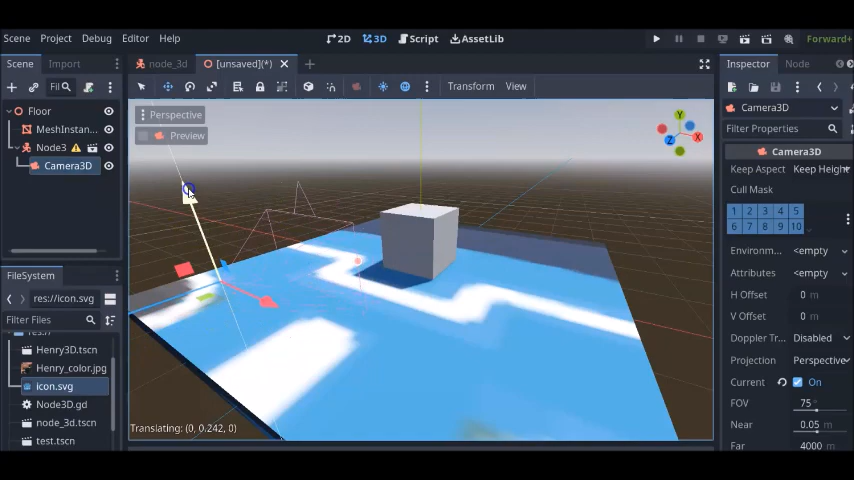 Scene Project Debug Editor Help 2D 3D Script AssetLib Forward+
Scene Import node_3d [unsaved](*) Inspector Node
Fil Transform View
Floor
MeshInstan...
Node3
Camera3D
Perspective
Preview
Y
X
Z
Translating: (0, 0.242, 0)
FileSystem
res://icon.svg
Filter Files
Henry3D.tscn
Henry_color.jpg
icon.svg
Node3D.gd
node_3d.tscn
test.tscn
Camera3D
Filter Properties
Camera3D
Keep Aspect Keep Height
Cull Mask
1 2 3 4 5
6 7 8 9 10
Environm... <empty>
Attributes <empty>
H Offset 0 m
V Offset 0 m
Doppler Tr... Disabled
Projection Perspective
Current On
FOV 75 °
Near 0.05 m
Far 4000 m